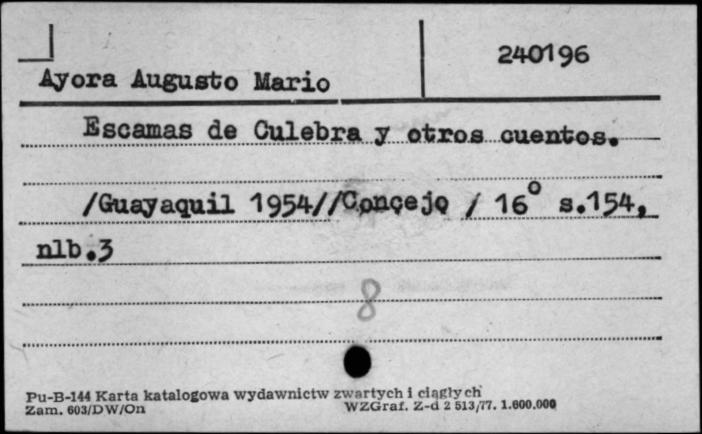 240196
Ayora Augusto Mario
Escamas de Culebra y otros cuentos.
/Guayaquil 1954//Concejo / 16° s.154,
nlb.3
8
Pu-B-144 Karta katalogowa wydawnictw zwartych i ciągłych
Zam. 603/DW/On WZGraf. Z-d 2 513/77. 1.600.000